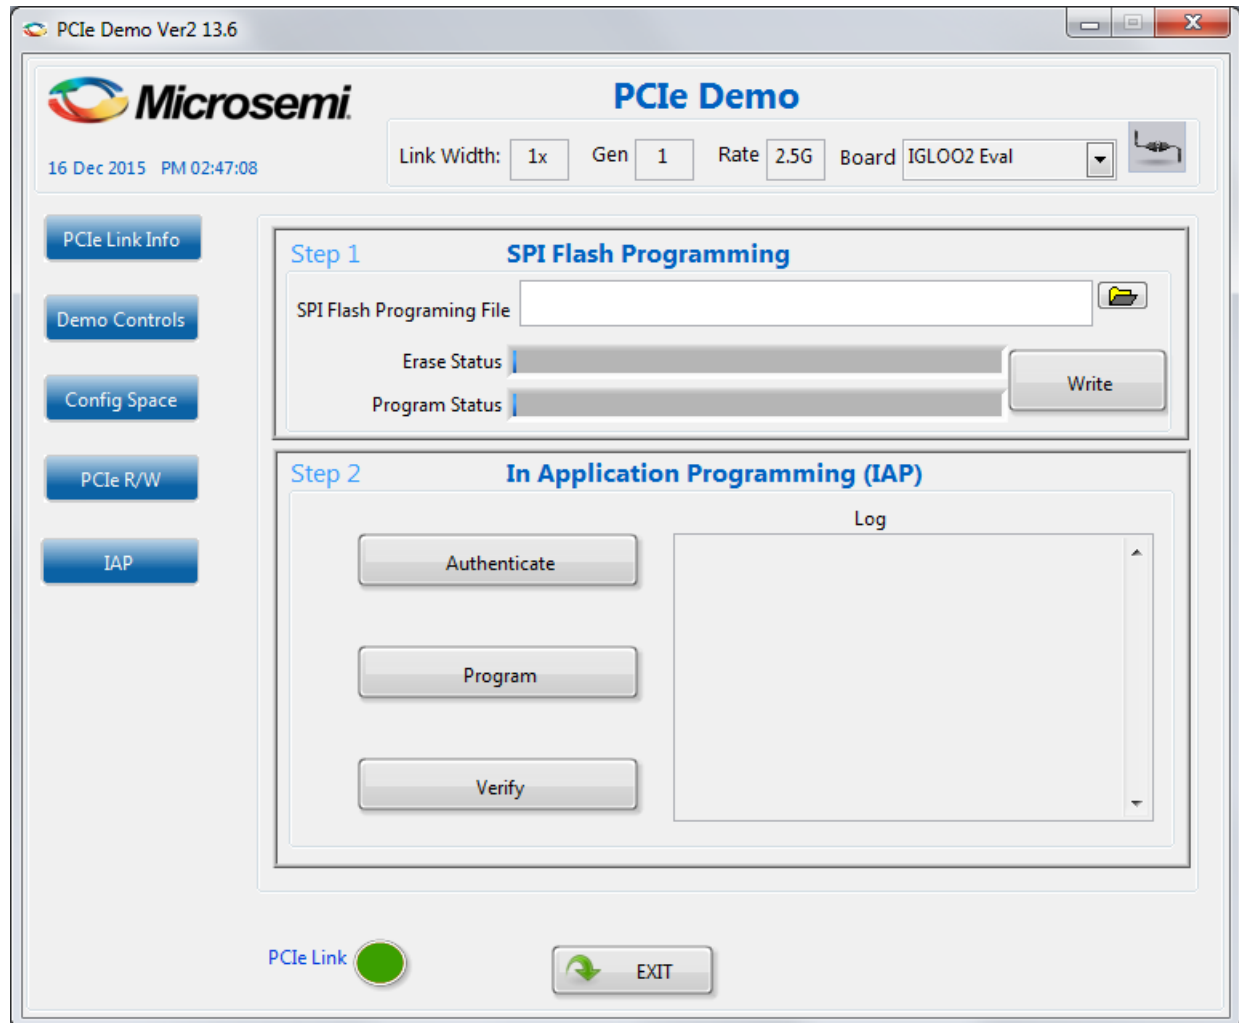 PCIe Demo Ver2 13.6
Microsemi.
PCIe Demo
16 Dec 2015 PM 02:47:08
Link Width: 1x Gen 1 Rate 2.5G Board IGLOO2 Eval
PCIe Link Info
Demo Controls
Config Space
PCIe R/W
IAP
Step 1 SPI Flash Programming
SPI Flash Programing File
Erase Status
Program Status
Write
Step 2 In Application Programming (IAP)
Log
Authenticate
Program
Verify
PCIe Link
EXIT